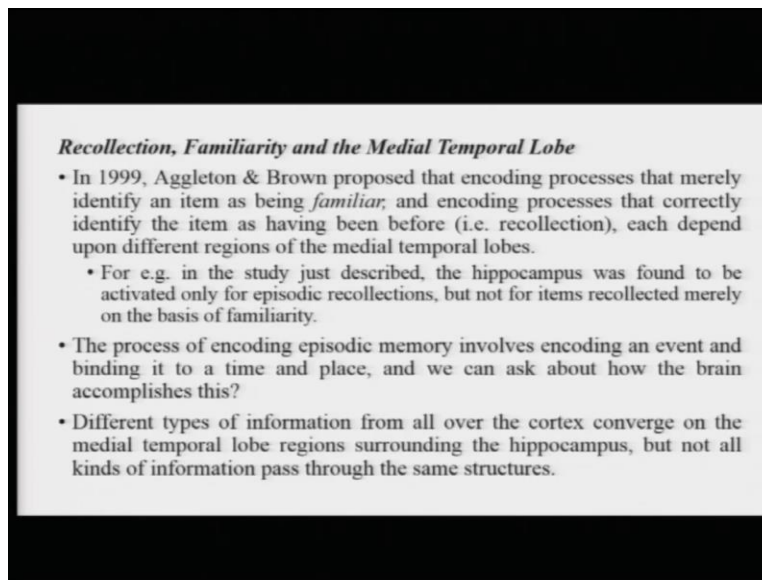 Recollection, Familiarity and the Medial Temporal Lobe
• In 1999, Aggleton & Brown proposed that encoding processes that merely
identify an item as being familiar, and encoding processes that correctly
identify the item as having been before (i.e. recollection), each depend
upon different regions of the medial temporal lobes.
• For e.g. in the study just described, the hippocampus was found to be
activated only for episodic recollections, but not for items recollected merely
on the basis of familiarity.
• The process of encoding episodic memory involves encoding an event and
binding it to a time and place, and we can ask about how the brain
accomplishes this?
• Different types of information from all over the cortex converge on the
medial temporal lobe regions surrounding the hippocampus, but not all
kinds of information pass through the same structures.